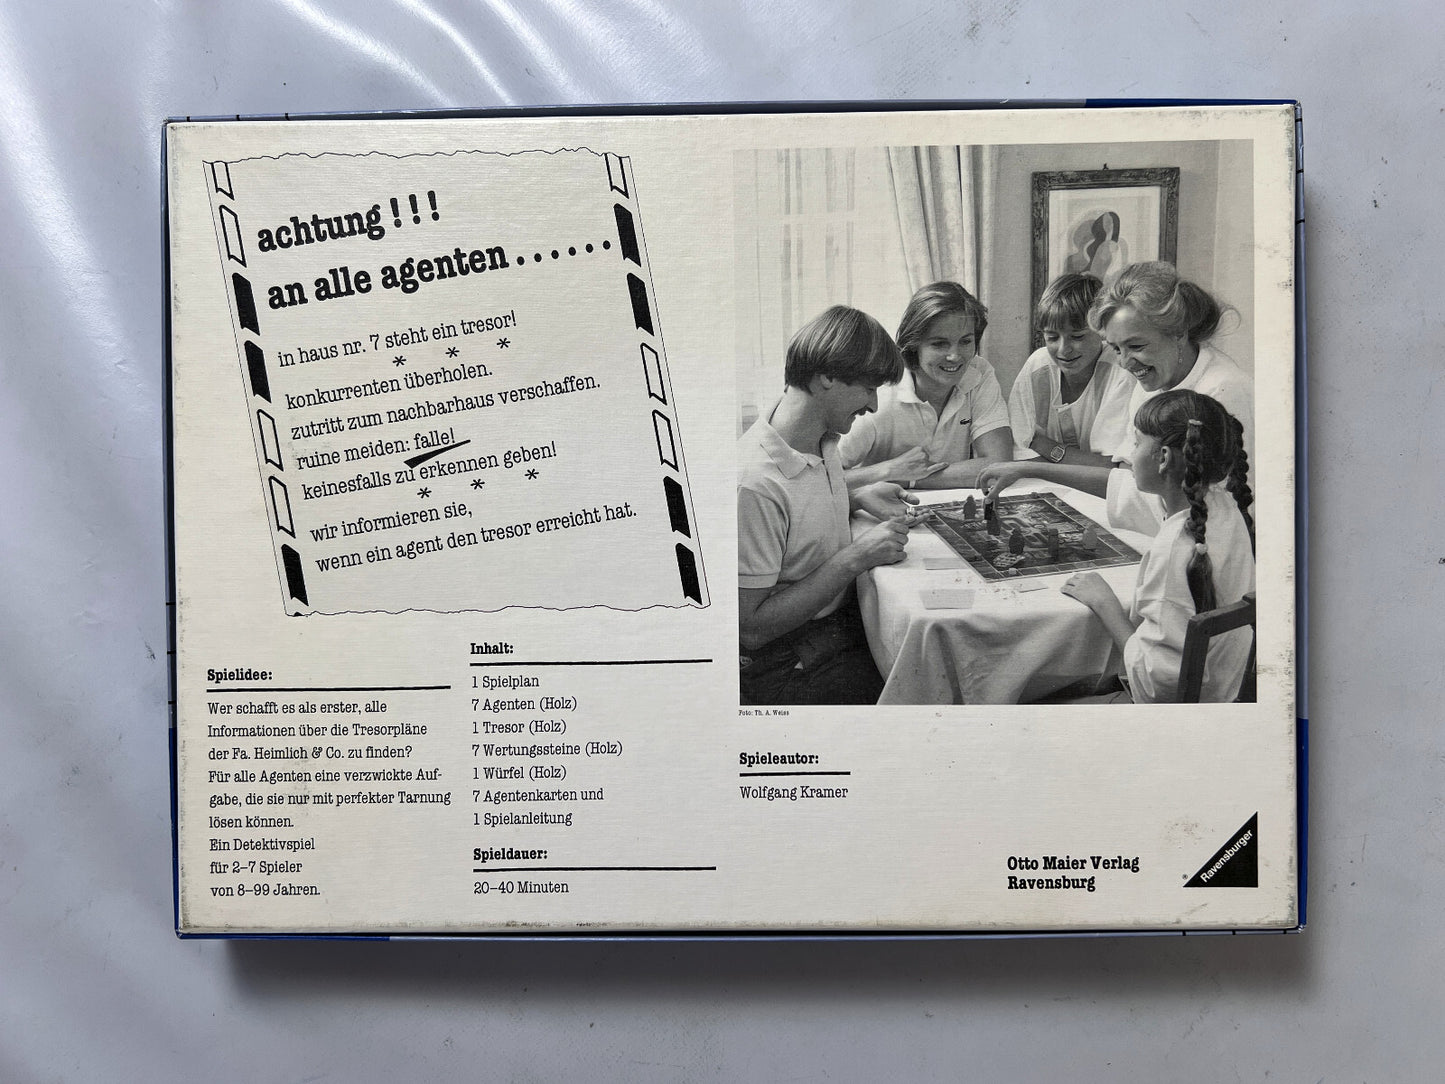 achtung!!!
an alle agenten......
in haus nr. 7 steht ein tresor!
* * *
konkurrenten überholen.
zutritt zum nachbarhaus verschaffen.
ruine meiden: falle!
keinesfalls zu erkennen geben!
* * *
wir informieren sie,
wenn ein agent den tresor erreicht hat.
Spielidee:
Wer schafft es als erster, alle
Informationen über die Tresorpläne
der Fa. Heimlich & Co. zu finden?
Für alle Agenten eine verzwickte Auf-
gabe, die sie nur mit perfekter Tarnung
lösen können.
Ein Detektivspiel
für 2–7 Spieler
von 8–99 Jahren.
Inhalt:
1 Spielplan
7 Agenten (Holz)
1 Tresor (Holz)
7 Wertungssteine (Holz)
1 Würfel (Holz)
7 Agentenkarten und
1 Spielanleitung
Spieldauer:
20–40 Minuten
Foto: Th. A. Weiss
Spieleautor:
Wolfgang Kramer
Otto Maier Verlag
Ravensburg
® Ravensburger